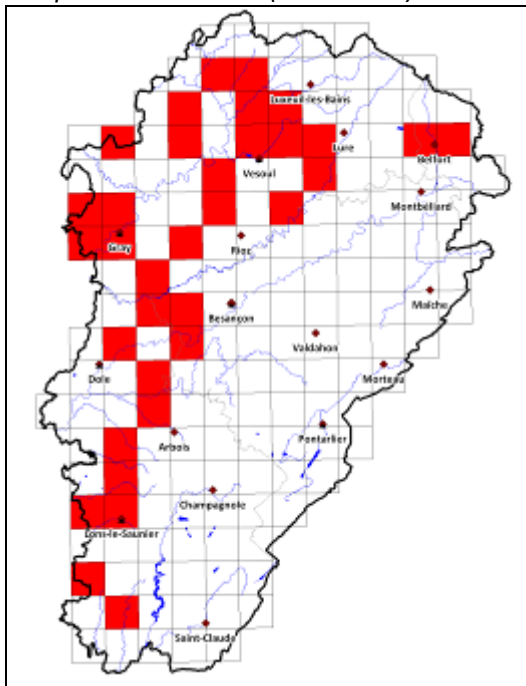 Luxeuil-les-Bains
Lure
Belfort
Vesoul
Montbéliard
Gray
Rioz
Maîche
Besançon
Valdahon
Dole
Morteau
Pontarlier
Arbois
Champagnole
Lons-le-Saunier
Saint-Claude